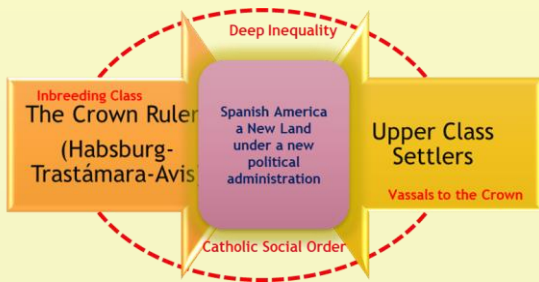 Deep Inequality
Inbreeding Class
The Crown Ruler
(Habsburg-
Trastámara-Avis)
Spanish America
a New Land
under a new
political
administration
Upper Class
Settlers
Vassals to the Crown
Catholic Social Order